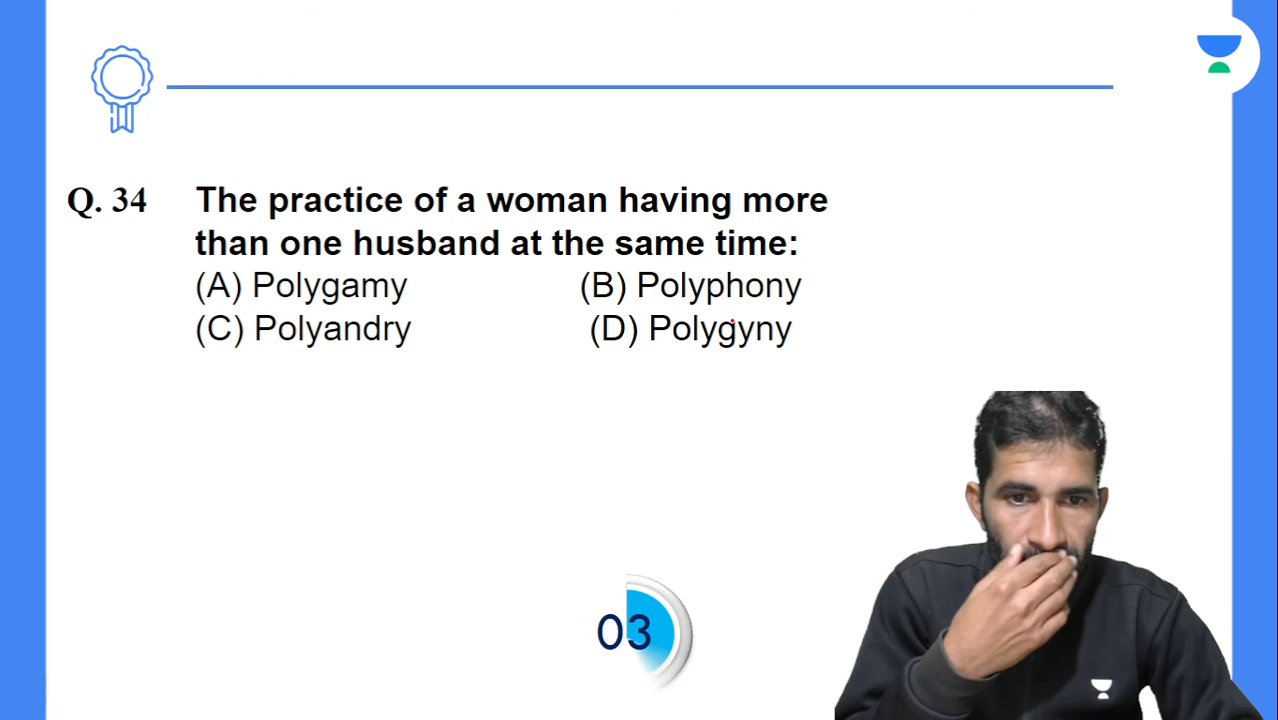 Q. 34 The practice of a woman having more
than one husband at the same time:
(A) Polygamy (B) Polyphony
(C) Polyandry (D) Polygyny
03